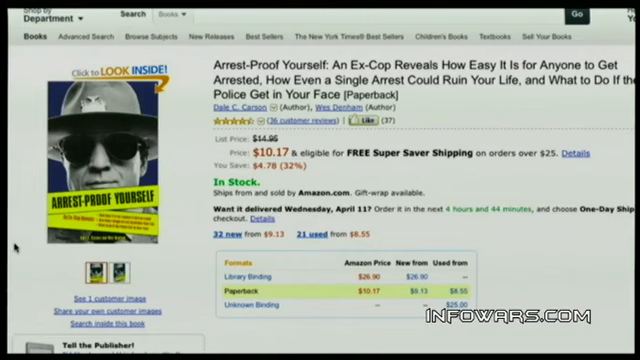 Shop by
Department
Search
Books
Go
Books
Advanced Search
Browse Subjects
New Releases
Best Sellers
The New York Times® Best Sellers
Children's Books
Textbooks
Sell Your Books
Click to LOOK INSIDE!
ARREST-PROOF YOURSELF
Arrest-Proof Yourself: An Ex-Cop Reveals How Easy It Is for Anyone to Get
Arrested, How Even a Single Arrest Could Ruin Your Life, and What to Do If the
Police Get in Your Face [Paperback]
Dale C. Carson (Author), Wes Denham (Author)
(36 customer reviews) Like (37)
List Price: $14.95
Price: $10.17 & eligible for FREE Super Saver Shipping on orders over $25. Details
You Save: $4.78 (32%)
In Stock.
Ships from and sold by Amazon.com. Gift-wrap available.
Want it delivered Wednesday, April 11? Order it in the next 4 hours and 44 minutes, and choose One-Day Ship
checkout. Details
32 new from $9.13 21 used from $8.55
Formats Amazon Price New from Used from
Library Binding $26.90 $26.90 --
Paperback $10.17 $9.13 $8.55
Unknown Binding -- -- $25.00
See 1 customer image
Share your own customer images
Search inside this book
Tell the Publisher!
INFOWARS.COM